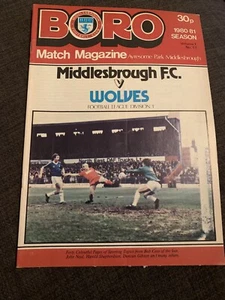 BORO
30p
1980/81
SEASON
Match Magazine Ayresome Park Middlesbrough
Middlesbrough F.C.
V
WOLVES
FOOTBALL LEAGUE DIVISION 1